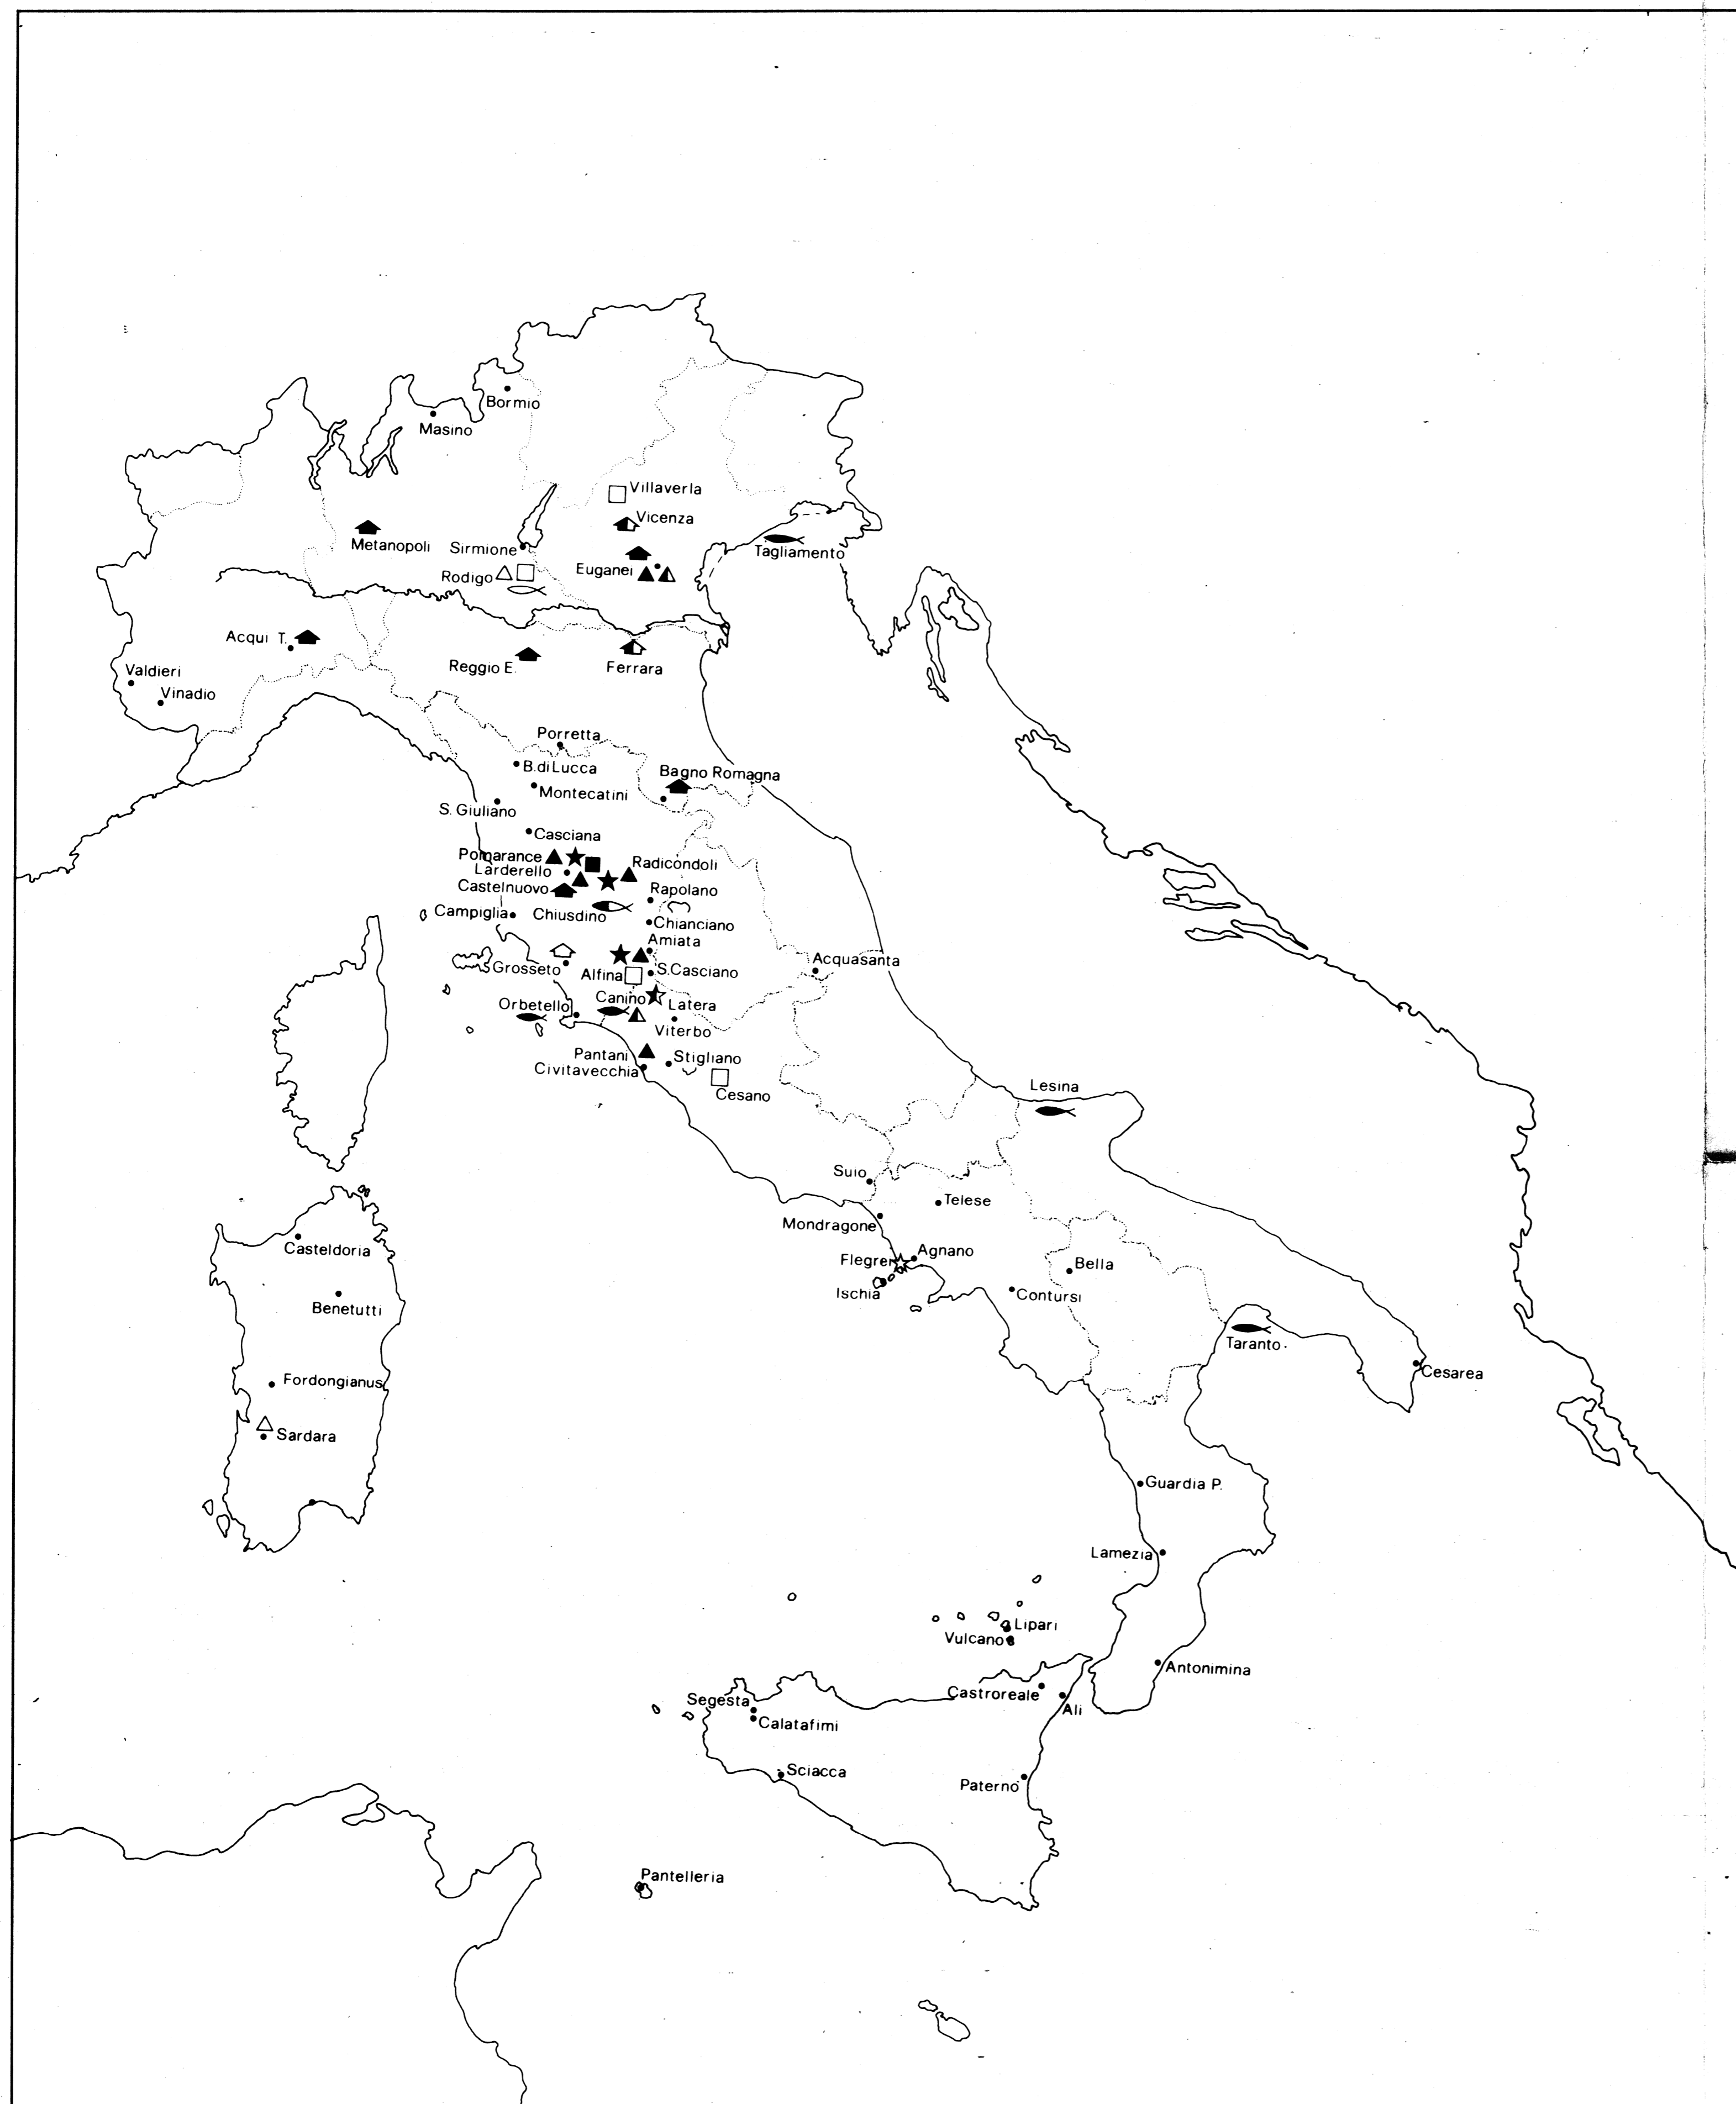 Bormio
Masino
Villaverla
Vicenza
Metanopoli
Sirmione
Tagliamento
Euganei
Rodigo
Acqui T.
Reggio E.
Ferrara
Valdieri
Vinadio
Porretta
B.di Lucca
Bagno Romagna
Montecatini
S. Giuliano
Casciana
Pomarance
Radicondoli
Larderello
Castelnuovo
Rapolano
Campiglia
Chiusdino
Chianciano
Amiata
Acquasanta
Grosseto
Alfina
S.Casciano
Canino
Orbetello
Latera
Viterbo
Pantani
Stigliano
Civitavecchia
Cesano
Lesina
Suio
Telese
Mondragone
Casteldoria
Agnano
Flegrei
Bella
Ischia
Contursi
Benetutti
Taranto
Cesarea
Fordongianus
Sardara
Guardia P.
Lamezia
Lipari
Vulcano
Antonimina
Castroreale
Segesta
Ali
Calatafimi
Sciacca
Paterno
Pantelleria